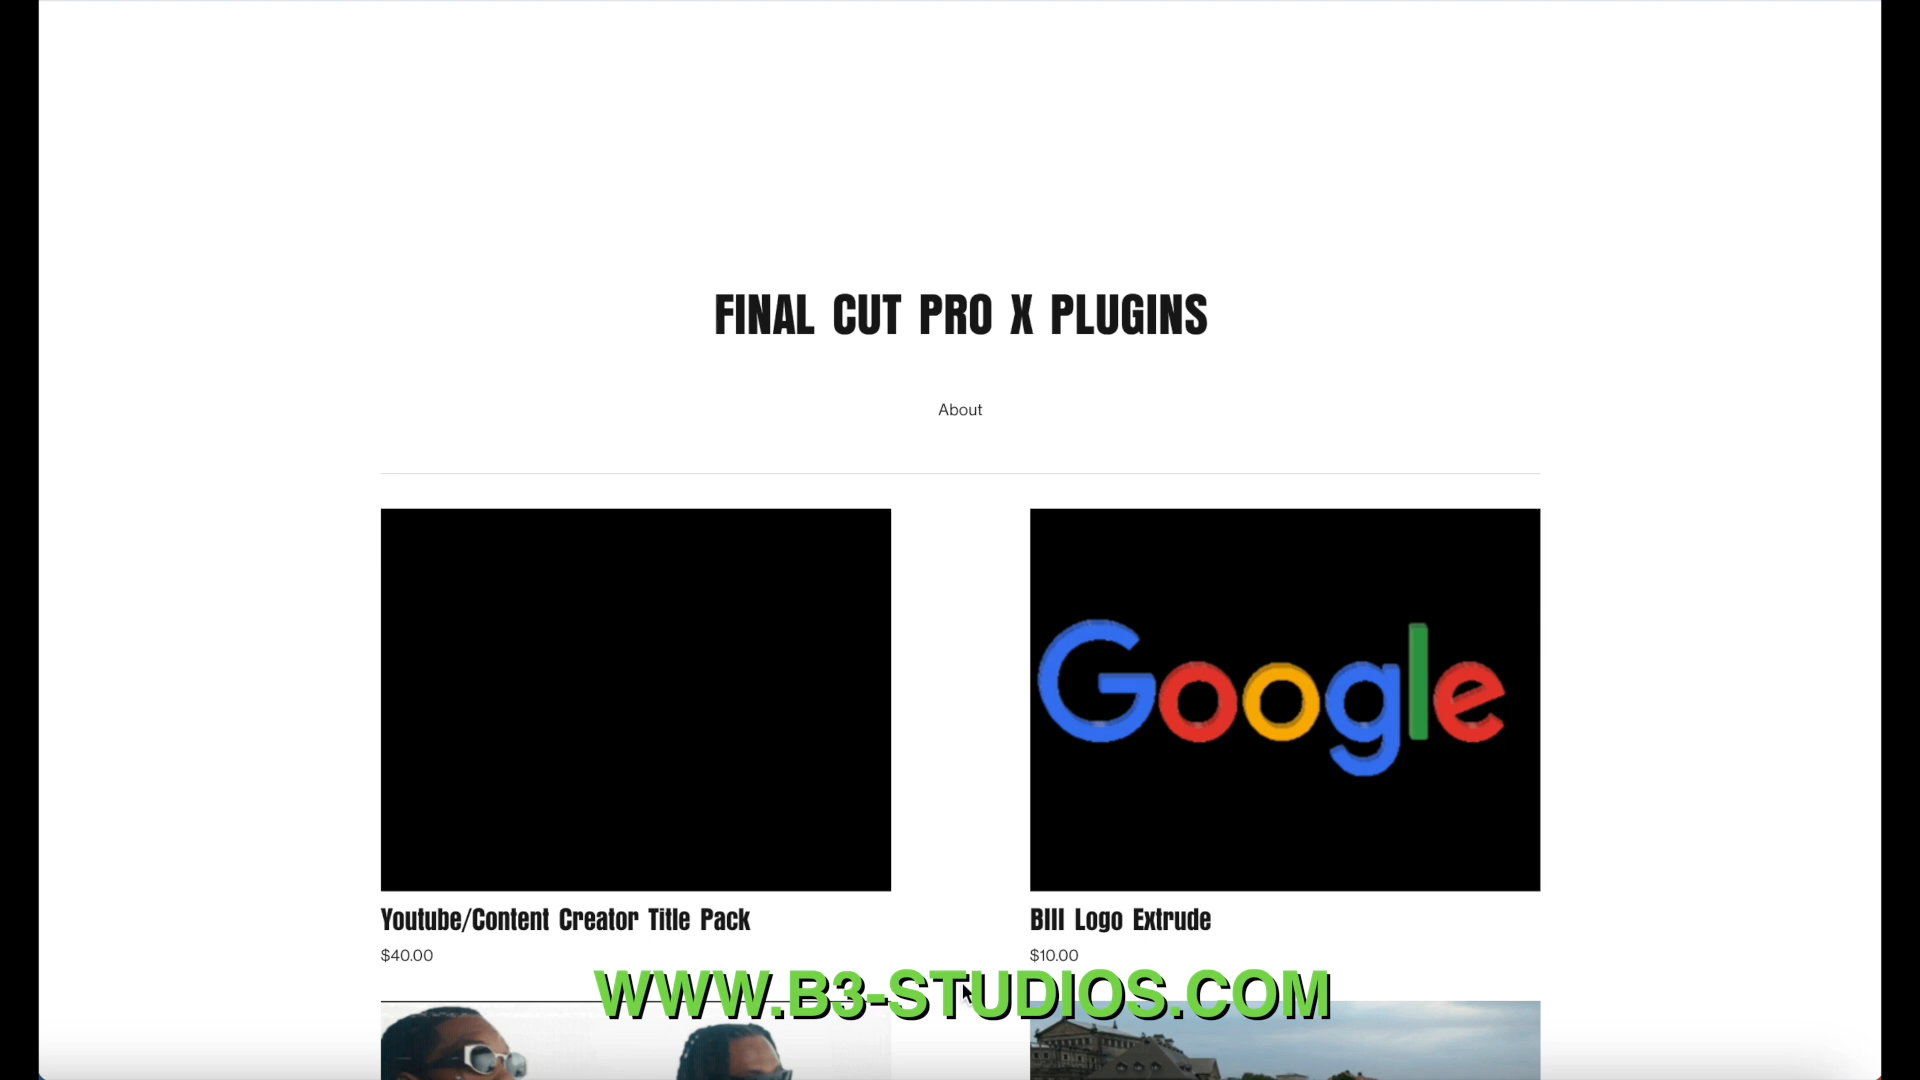 FINAL CUT PRO X PLUGINS
About
Google
Youtube/Content Creator Title Pack
$40.00
BIII Logo Extrude
$10.00
WWW.B3-STUDIOS.COM